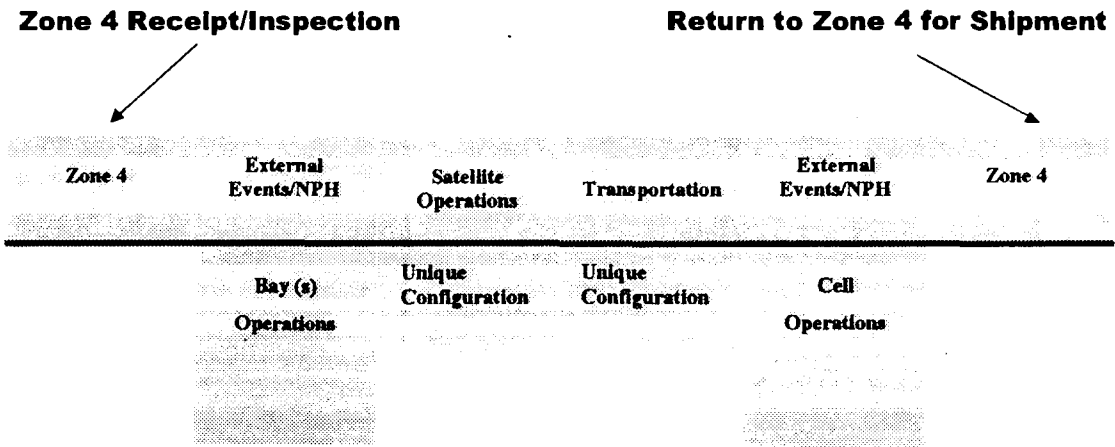 Zone 4 Receipt/Inspection
Return to Zone 4 for Shipment
Zone 4
External
Events/NPH
Satellite
Operations
Transportation
External
Events/NPH
Zone 4
Bay (s)
Operations
Unique
Configuration
Unique
Configuration
Cell
Operations